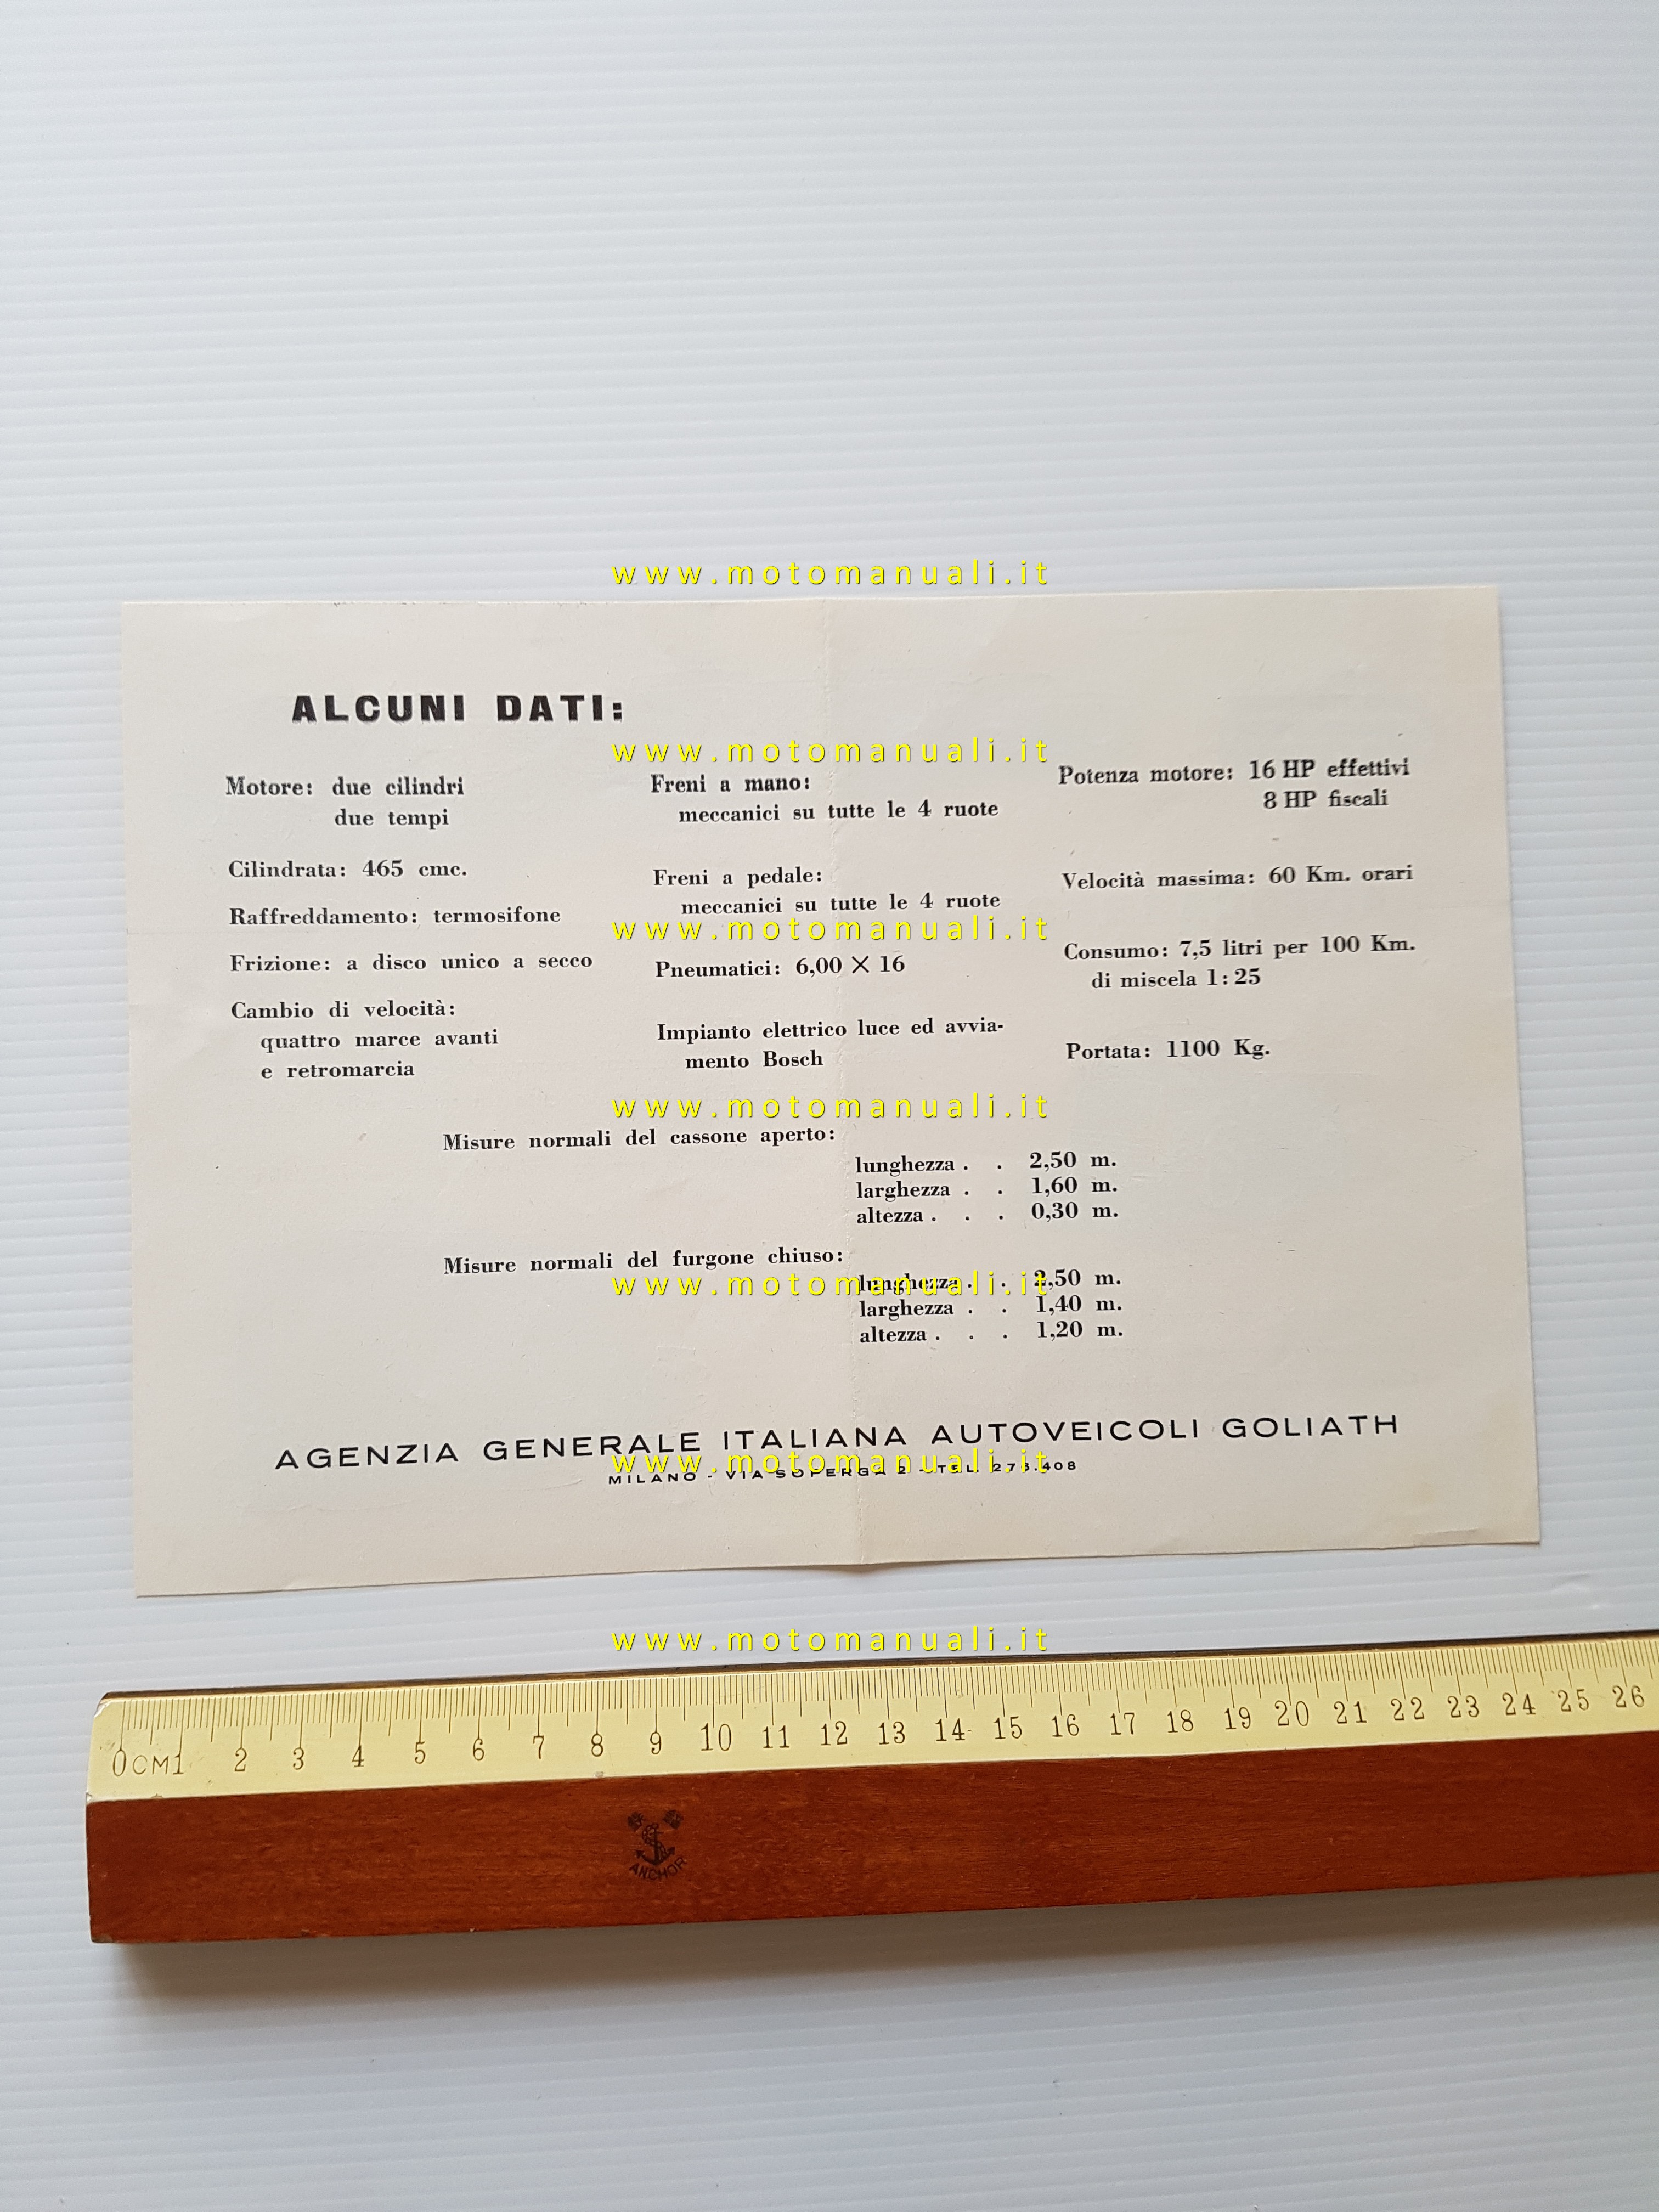 www.motomanuali.it
ALCUNI DATI:
www.motomanuali.it
Motore: due cilindri
due tempi
Cilindrata: 465 cmc.
Raffreddamento: termosifone
Frizione: a disco unico a secco
Cambio di velocità:
quattro marce avanti
e retromarcia
Freni a mano:
meccanici su tutte le 4 ruote
Freni a pedale:
meccanici su tutte le 4 ruote
www.motomanuali.it
Pneumatici: 6,00 X 16
Impianto elettrico luce ed avvia-
mento Bosch
Potenza motore: 16 HP effettivi
8 HP fiscali
Velocità massima: 60 Km. orari
Consumo: 7,5 litri per 100 Km.
di miscela 1:25
Portata: 1100 Kg.
www.motomanuali.it
Misure normali del cassone aperto:
lunghezza . . 2,50 m.
larghezza . . 1,60 m.
altezza . . . 0,30 m.
Misure normali del furgone chiuso:
www.motomanuali.it
lunghezza . . 2,50 m.
larghezza . . 1,40 m.
altezza . . . 1,20 m.
AGENZIA GENERALE ITALIANA AUTOVEICOLI GOLIATH
www.motomanuali.it
MILANO - VIA SOPERGA 2 - TEL.
www.motomanuali.it
0CM1 2 3 4 5 6 7 8 9 10 11 12 13 14 15 16 17 18 19 20 21 22 23 24 25 26
ANCHOR